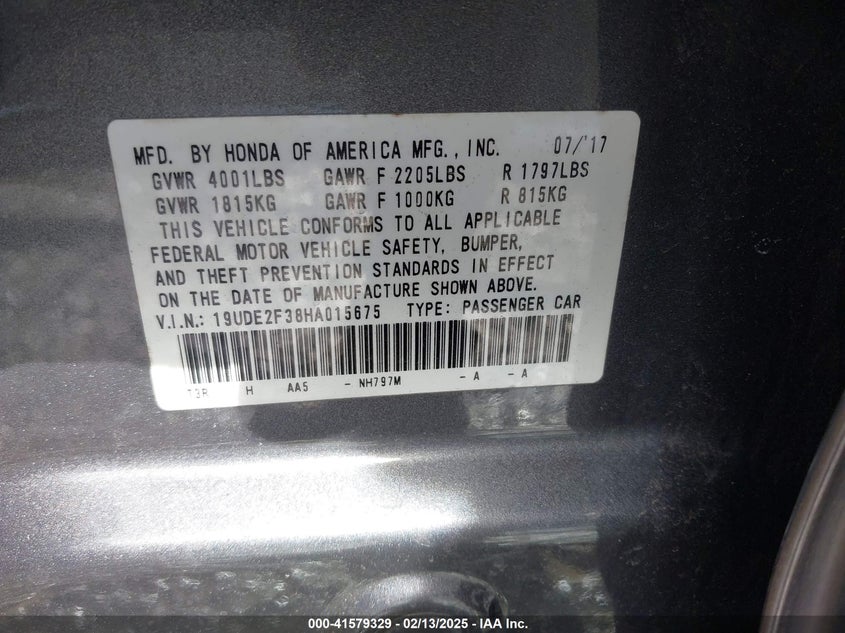 MFD. BY HONDA OF AMERICA MFG., INC. 07/'17
GVWR 4001LBS GAWR F 2205LBS R 1797LBS
GVWR 1815KG GAWR F 1000KG R 815KG
THIS VEHICLE CONFORMS TO ALL APPLICABLE
FEDERAL MOTOR VEHICLE SAFETY, BUMPER,
AND THEFT PREVENTION STANDARDS IN EFFECT
ON THE DATE OF MANUFACTURE SHOWN ABOVE.
V.I.N.: 19UDE2F38HA015675 TYPE: PASSENGER CAR
T3R H AA5 - NH797M - A - A
000-41579329 - 02/13/2025 - IAA Inc.